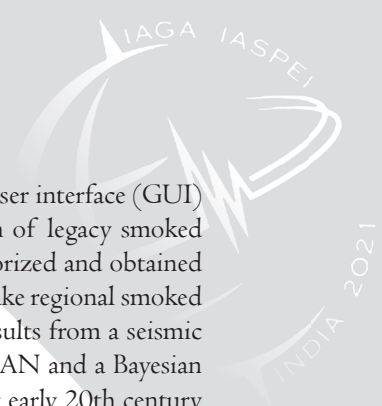 IAGA IASPEI
INDIA 2021
ser interface (GUI)
of legacy smoked
orized and obtained
ke regional smoked
sults from a seismic
AN and a Bayesian
early 20th century